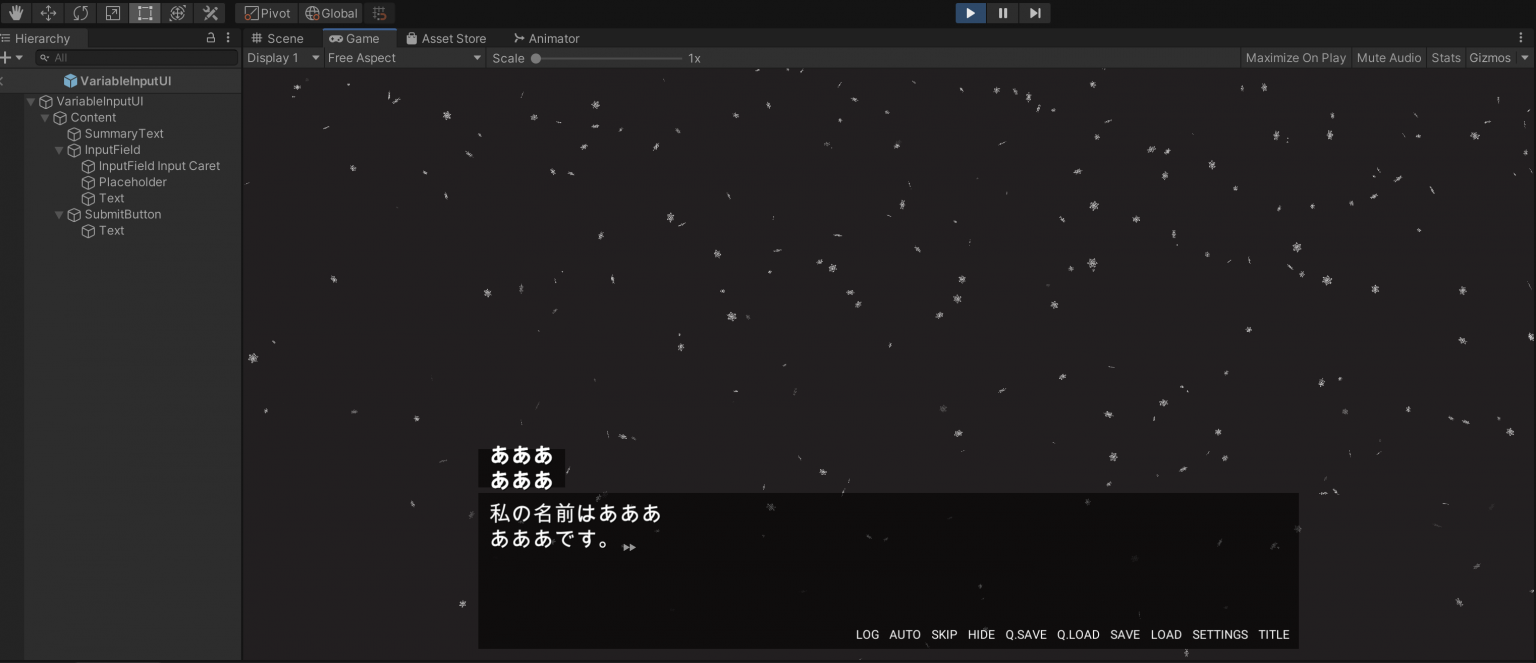 Pivot Global
Hierarchy
All
VariableInputUI
VariableInputUI
Content
SummaryText
InputField
InputField Input Caret
Placeholder
Text
SubmitButton
Text
Scene Game Asset Store Animator
Display 1 Free Aspect Scale 1x Maximize On Play Mute Audio Stats Gizmos
あああ
あああ
私の名前はあああ
あああです。
LOG AUTO SKIP HIDE Q.SAVE Q.LOAD SAVE LOAD SETTINGS TITLE